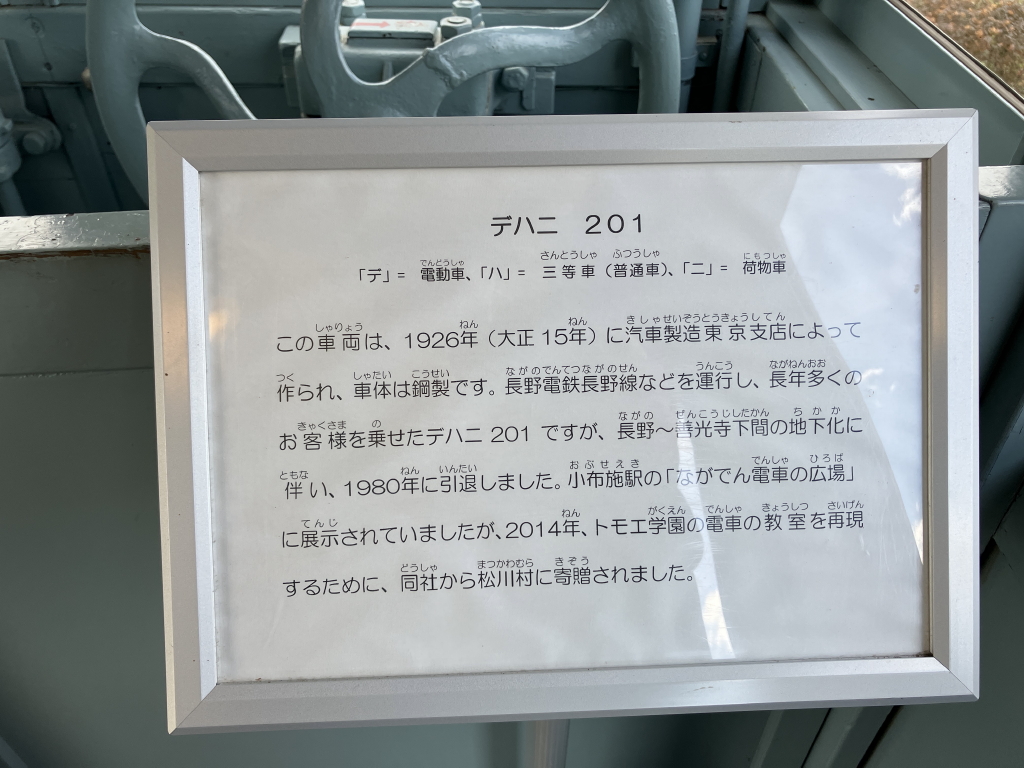 デハニ 201
「デ」= 電動車、「ハ」= 三等車（普通車）、「ニ」= 荷物車
この車両は、1926年（大正15年）に汽車製造東京支店によって
作られ、車体は鋼製です。長野電鉄長野線などを運行し、長年多くの
お客様を乗せたデハニ201ですが、長野～善光寺下間の地下化に
伴い、1980年に引退しました。小布施駅の「ながでん電車の広場」
に展示されていましたが、2014年、トモエ学園の電車の教室を再現
するために、同社から松川村に寄贈されました。